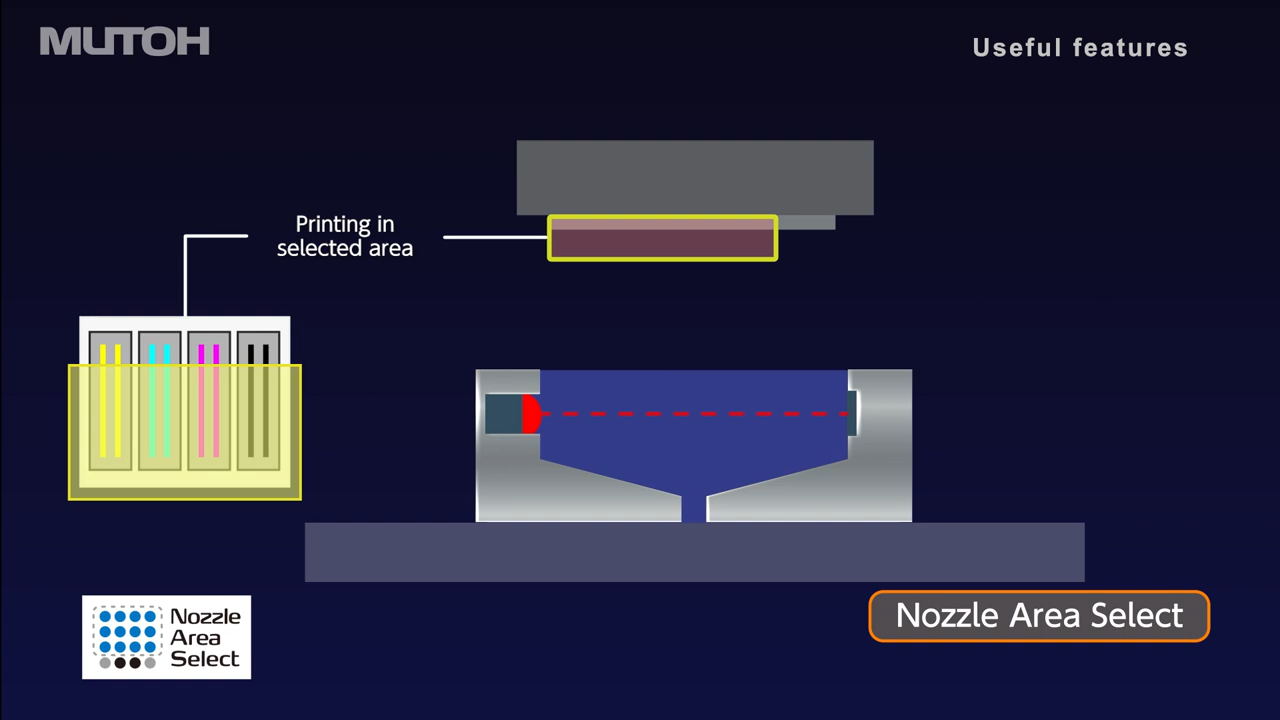 MUTOH
Useful features
Printing in
selected area
Nozzle
Area
Select
Nozzle Area Select